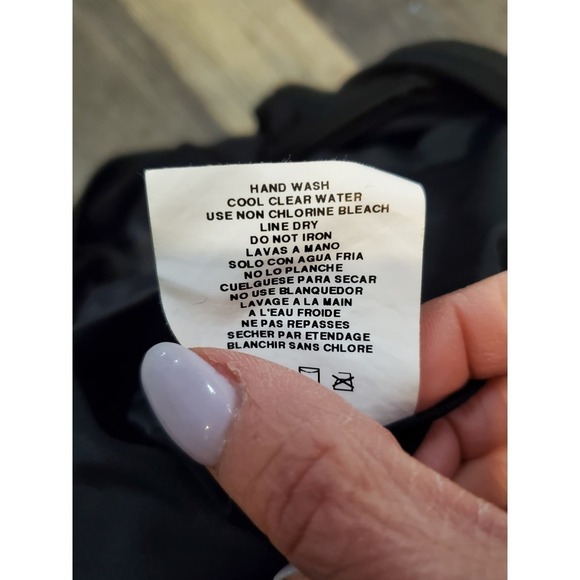 HAND WASH
COOL CLEAR WATER
USE NON CHLORINE BLEACH
LINE DRY
DO NOT IRON
LAVAS A MANO
SOLO CON AGUA FRIA
NO LO PLANCHE
CUELGUESE PARA SECAR
NO USE BLANQUEDOR
LAVAGE A LA MAIN
A L'EAU FROIDE
NE PAS REPASSES
SECHER PAR ETENDAGE
BLANCHIR SANS CHLORE